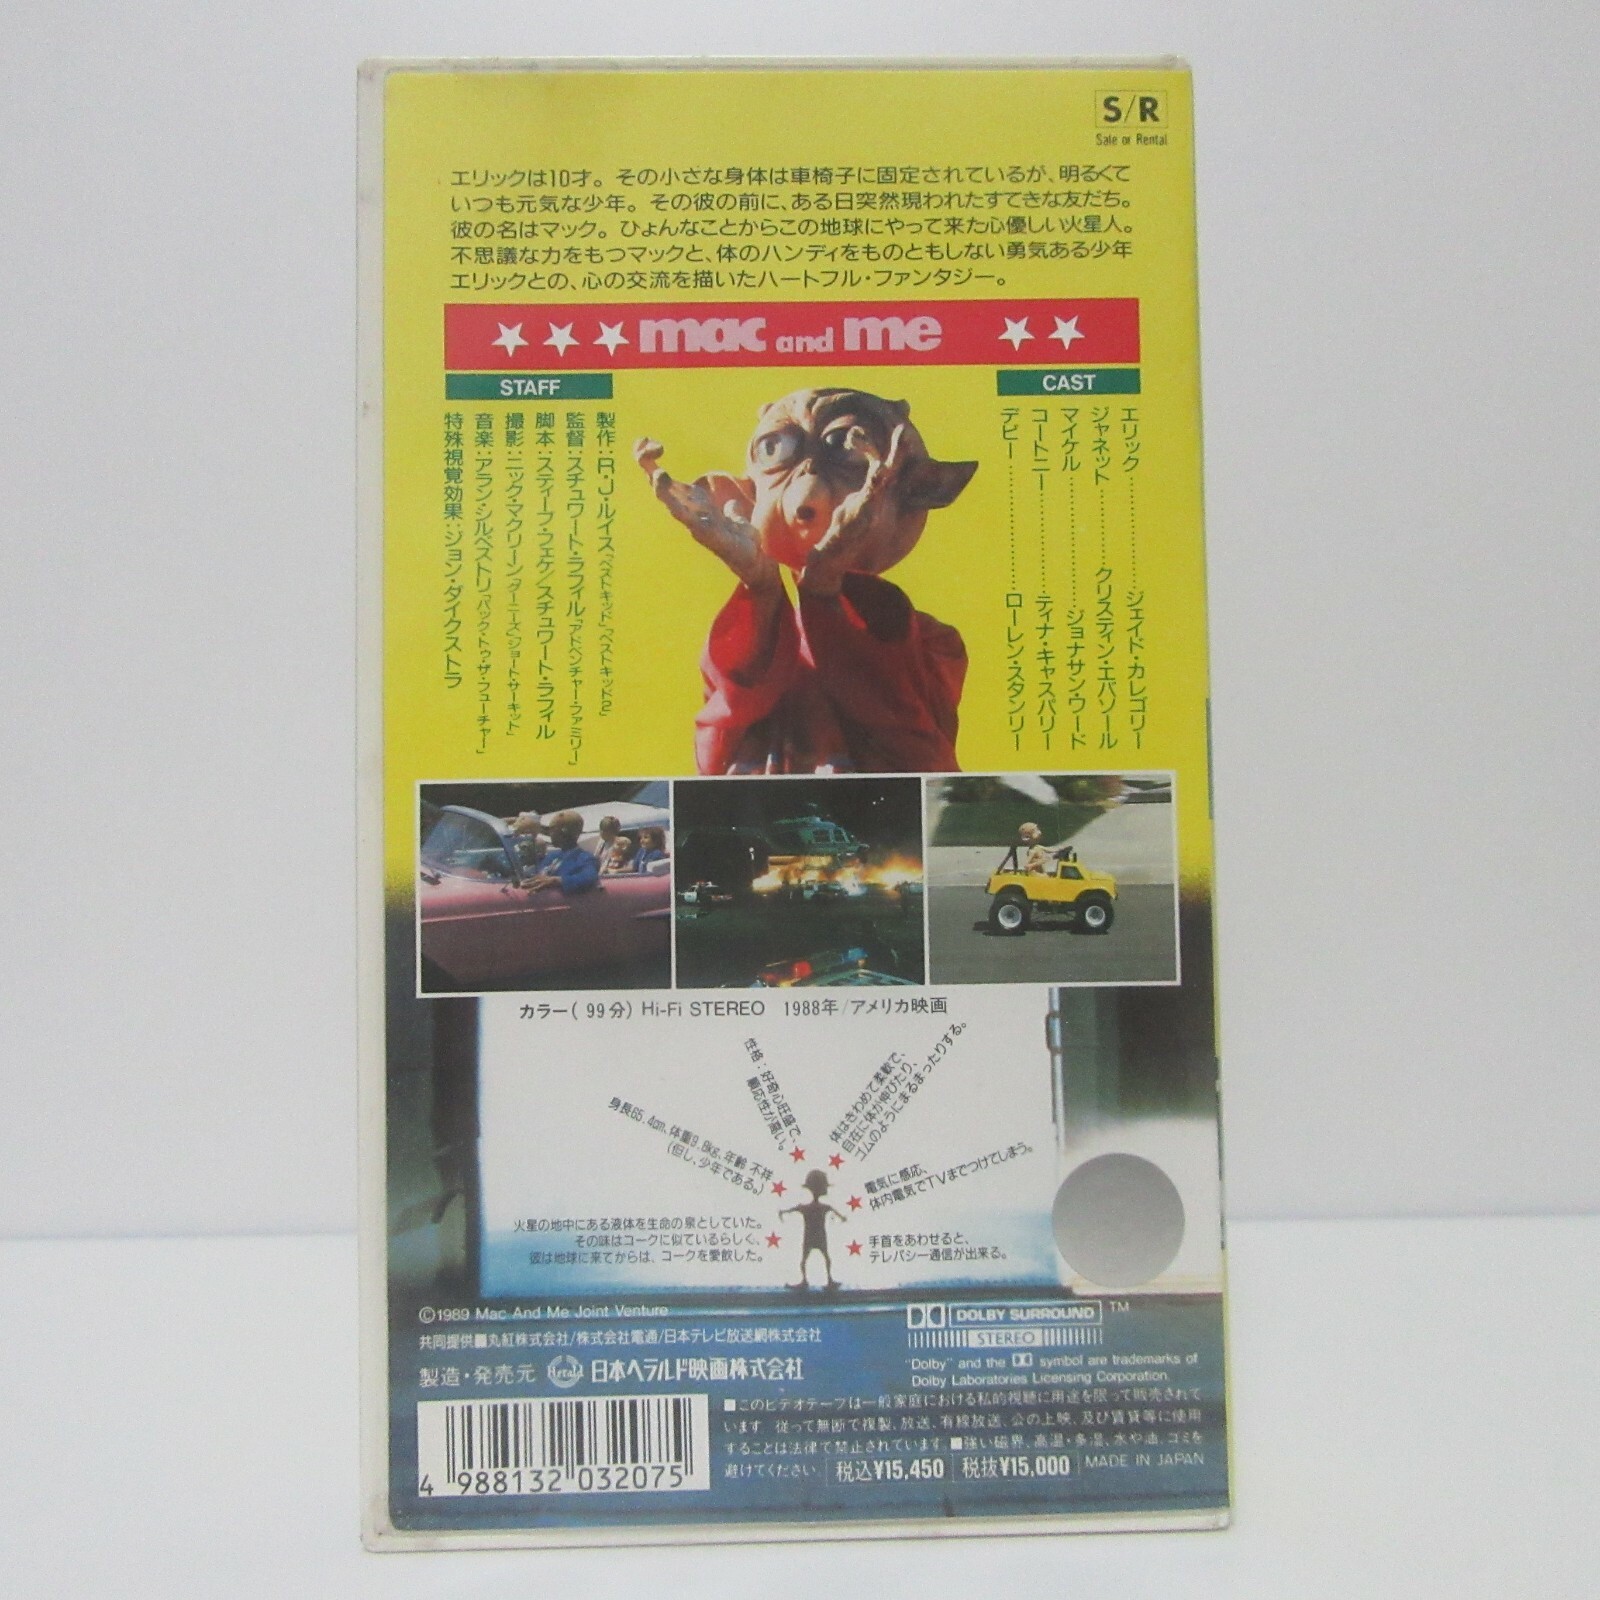 S/R
Sale or Rental
エリックは10才。その小さな身体は車椅子に固定されているが、明るくて
いつも元気な少年。その彼の前に、ある日突然現われたすてきな友だち。
彼の名はマック。ひょんなことからこの地球にやって来た心優しい火星人。
不思議な力をもつマックと、体のハンディをものともしない勇気ある少年
エリックとの、心の交流を描いたハートフル・ファンタジー。
mac and me
STAFF
製作:R・J・ルイス「ベストキッド」「ベストキッド2」
監督:スチュワート・ラフィル「アドベンチャー・ファミリー」
脚本:スティーブ・フェケ/スチュワート・ラフィル
撮影:ニック・マクリーン「グーニーズ」「ショート・サーキット」
音楽:アラン・シルベストリ「バック・トゥ・ザ・フューチャー」
特殊視覚効果:ジョン・ダイクストラ
CAST
エリック……………ジェイド・カレゴリー
ジャネット…………クリスティン・エバソール
マイケル……………ジョナサン・ワード
コートニー…………ティナ・キャスパリー
デビー………………ローレン・スタンリー
カラー( 99分) Hi-Fi STEREO 1988年/アメリカ映画
性格:好奇心旺盛で、
順応性が高い。
体はきわめて柔軟で、
自在に体が伸びたり、
ゴムのようにまるまったりする。
身長65.4cm、体重9.8kg、年齢 不祥
(但し、少年である。)
電気に感応、
体内電気でTVまでつけてしまう。
火星の地中にある液体を生命の泉としていた。
その味はコークに似ているらしく、
彼は地球に来てからは、コークを愛飲した。
手首をあわせると、
テレパシー通信が出来る。
©1989 Mac And Me Joint Venture
共同提供■丸紅株式会社/株式会社電通/日本テレビ放送網株式会社
製造・発売元 Herald 日本ヘラルド映画株式会社
DOLBY SURROUND TM
STEREO
"Dolby" and the symbol are trademarks of
Dolby Laboratories Licensing Corporation.
■このビデオテープは一般家庭における私的視聴に用途を限って販売されて
います 従って無断で複製、放送、有線放送、公の上映、及び賃貸等に使用
することは法律で禁止されています ■強い磁界、高温・多湿、水や油、ゴミを
避けてください 税込¥15,450 税抜¥15,000 MADE IN JAPAN
4 988132 032075